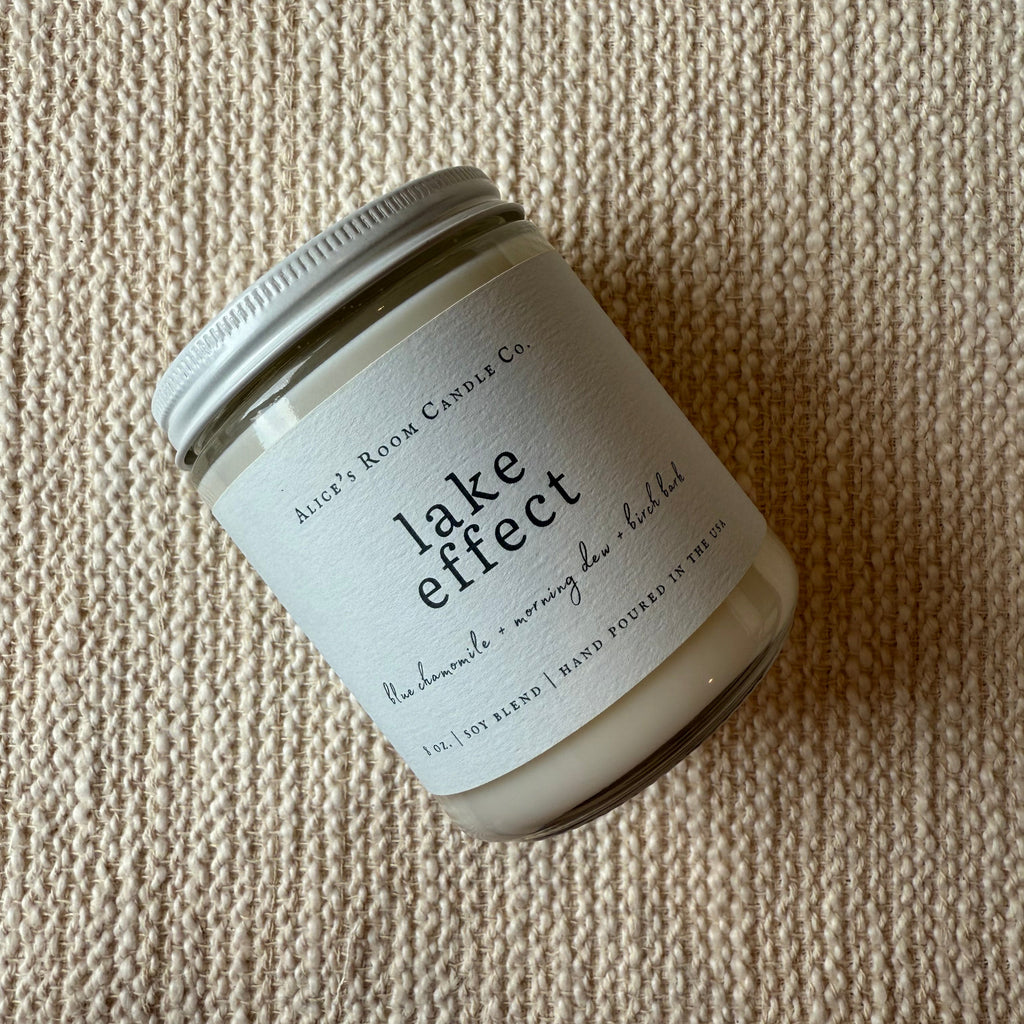 Alice's Room Candle Co.
lake
effect
blue chamomile + morning dew + birch bark
8 oz. | soy blend | hand poured in the usa